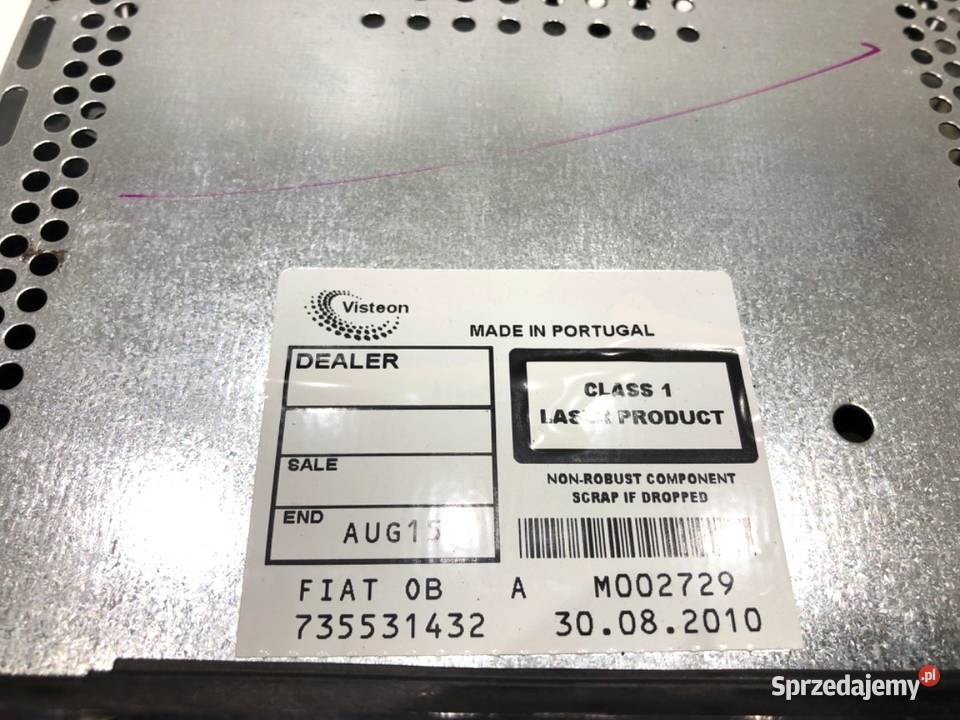 Visteon
MADE IN PORTUGAL
DEALER
CLASS 1
LASER PRODUCT
SALE
NON-ROBUST COMPONENT
SCRAP IF DROPPED
END AUG15
FIAT 0B A M002729
735531432 30.08.2010
Sprzedajemy.pl